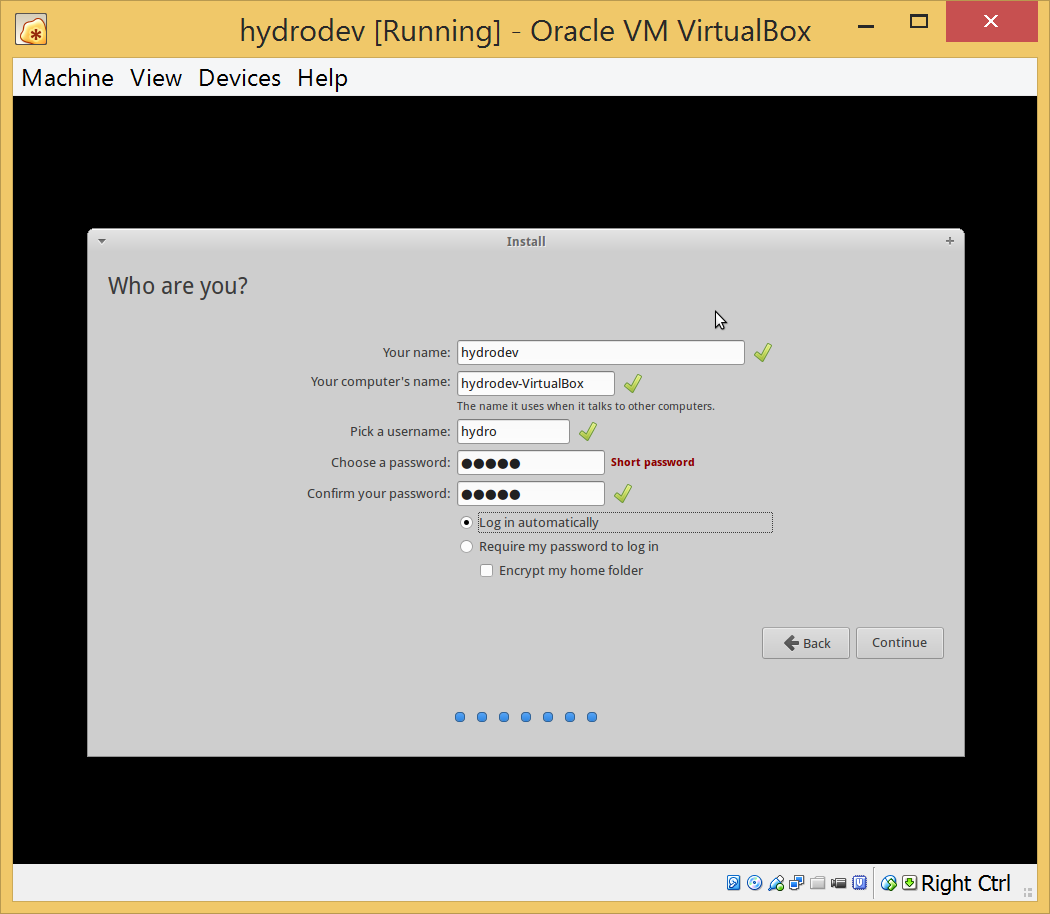 hydrodev [Running] - Oracle VM VirtualBox
Machine View Devices Help
Install
Who are you?
Your name: hydrodev
Your computer's name: hydrodev-VirtualBox
The name it uses when it talks to other computers.
Pick a username: hydro
Choose a password: ●●●●● Short password
Confirm your password: ●●●●●
Log in automatically
Require my password to log in
Encrypt my home folder
Back Continue
Right Ctrl